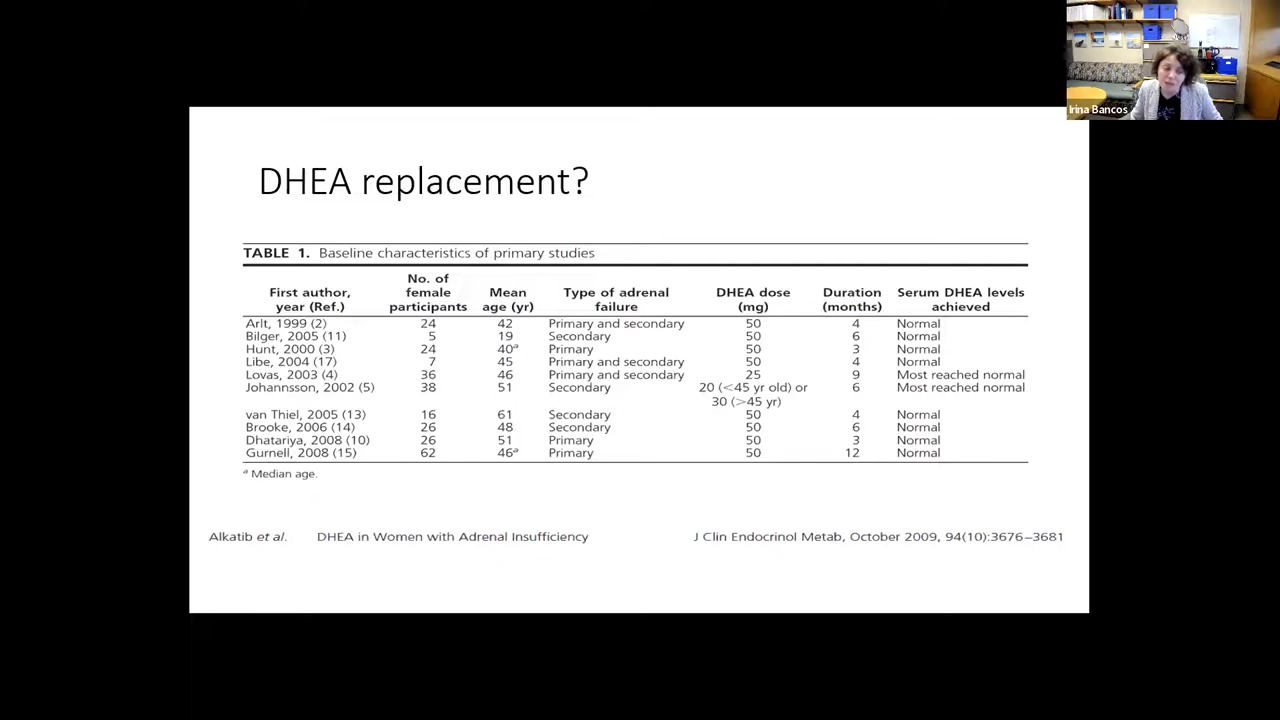 Irina Bancos
DHEA replacement?
TABLE 1. Baseline characteristics of primary studies
First author, year (Ref.) No. of female participants Mean age (yr) Type of adrenal failure DHEA dose (mg) Duration (months) Serum DHEA levels achieved
Arlt, 1999 (2) 24 42 Primary and secondary 50 4 Normal
Bilger, 2005 (11) 5 19 Secondary 50 6 Normal
Hunt, 2000 (3) 24 40a Primary 50 3 Normal
Libe, 2004 (17) 7 45 Primary and secondary 50 4 Normal
Lovas, 2003 (4) 36 46 Primary and secondary 25 9 Most reached normal
Johannsson, 2002 (5) 38 51 Secondary 20 (<45 yr old) or 6 Most reached normal
30 (>45 yr)
van Thiel, 2005 (13) 16 61 Secondary 50 4 Normal
Brooke, 2006 (14) 26 48 Secondary 50 6 Normal
Dhatariya, 2008 (10) 26 51 Primary 50 3 Normal
Gurnell, 2008 (15) 62 46a Primary 50 12 Normal
a Median age.
Alkatib et al. DHEA in Women with Adrenal Insufficiency J Clin Endocrinol Metab, October 2009, 94(10):3676–3681